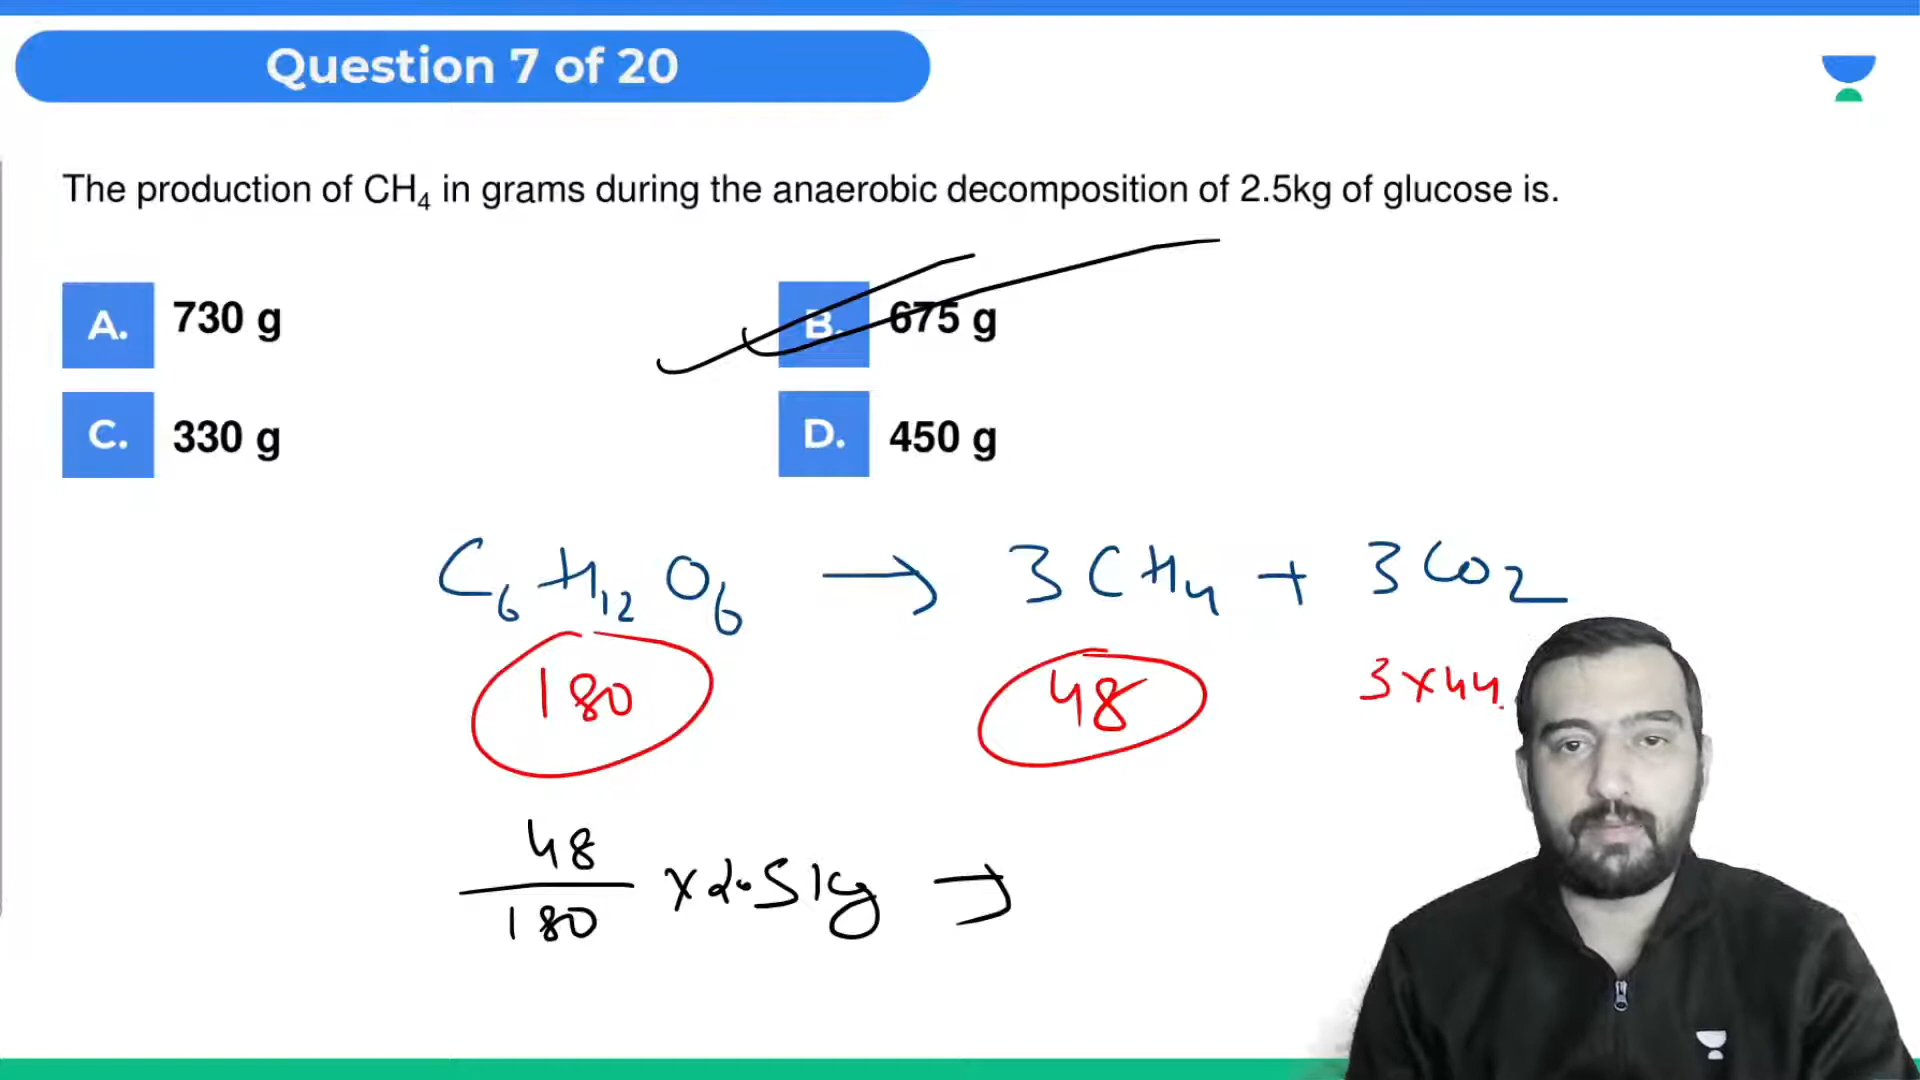 Question 7 of 20
The production of CH₄ in grams during the anaerobic decomposition of 2.5kg of glucose is.
A. 730 g
B. 675 g
C. 330 g
D. 450 g
C₆H₁₂O₆ → 3CH₄ + 3CO₂
180 48 3×44.
48/180 ×2.5kg →